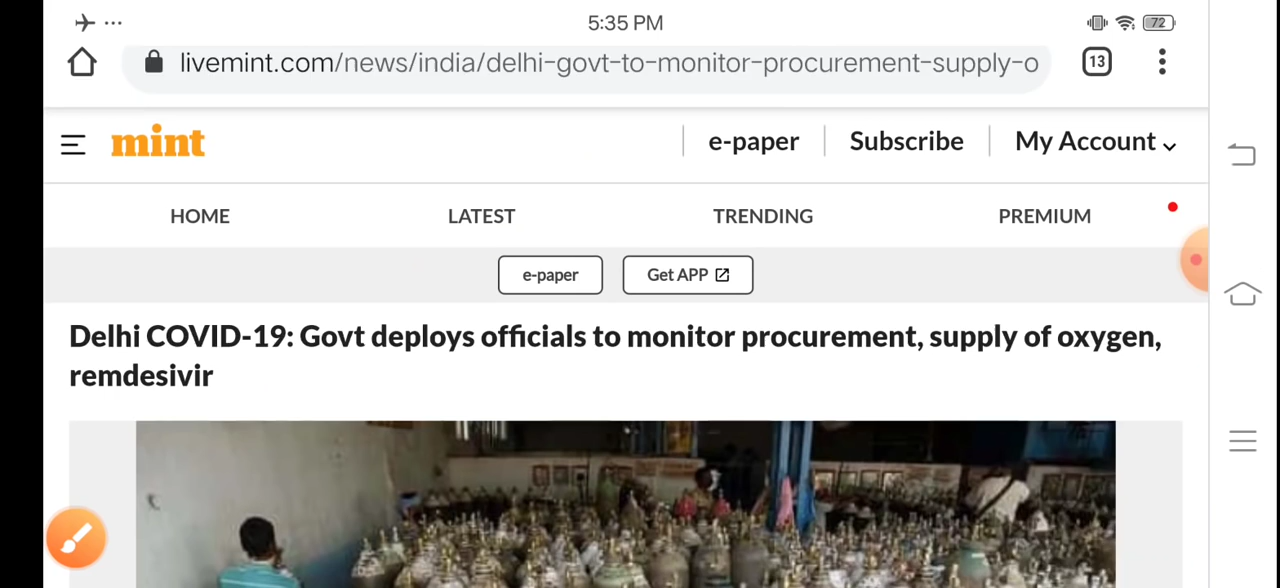 5:35 PM
72
livemint.com/news/india/delhi-govt-to-monitor-procurement-supply-o
13
mint
e-paper
Subscribe
My Account
HOME
LATEST
TRENDING
PREMIUM
e-paper
Get APP
Delhi COVID-19: Govt deploys officials to monitor procurement, supply of oxygen,
remdesivir